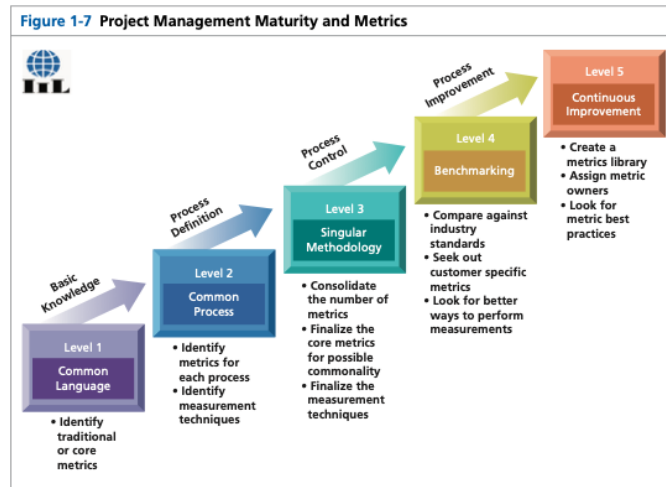 Figure 1-7 Project Management Maturity and Metrics
IIL
Basic
Knowledge
Level 1
Common
Language
• Identify
traditional
or core
metrics
Process
Definition
Level 2
Common
Process
• Identify
metrics for
each process
• Identify
measurement
techniques
Process
Control
Level 3
Singular
Methodology
• Consolidate
the number of
metrics
• Finalize the
core metrics
for possible
commonality
• Finalize the
measurement
techniques
Process
Improvement
Level 4
Benchmarking
• Compare against
industry
standards
• Seek out
customer specific
metrics
• Look for better
ways to perform
measurements
Level 5
Continuous
Improvement
• Create a
metrics library
• Assign metric
owners
• Look for
metric best
practices